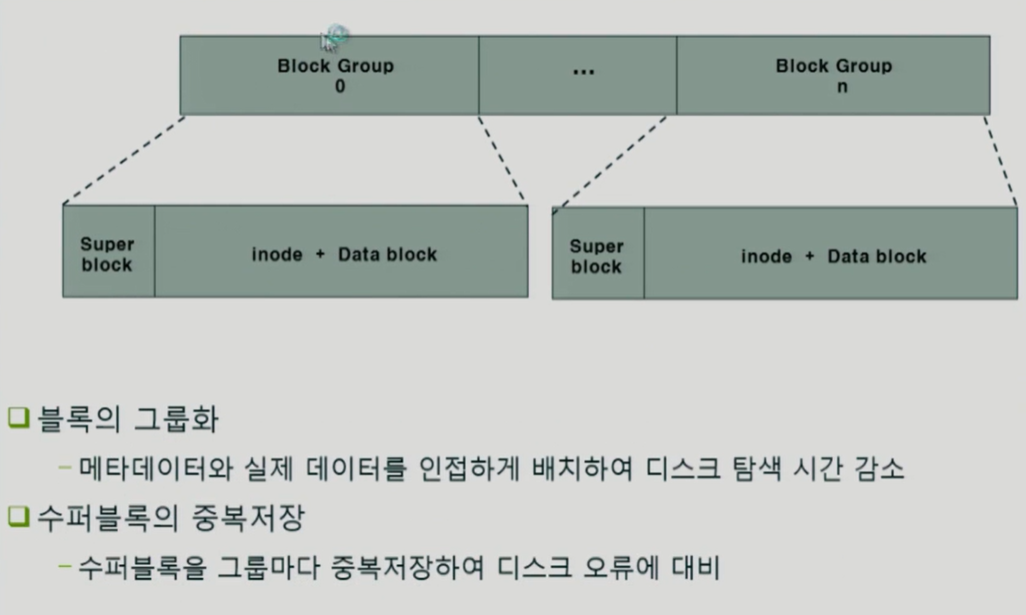 Block Group
0
...
Block Group
n
Super
block
inode + Data block
Super
block
inode + Data block
블록의 그룹화
– 메타데이터와 실제 데이터를 인접하게 배치하여 디스크 탐색 시간 감소
수퍼블록의 중복저장
– 수퍼블록을 그룹마다 중복저장하여 디스크 오류에 대비